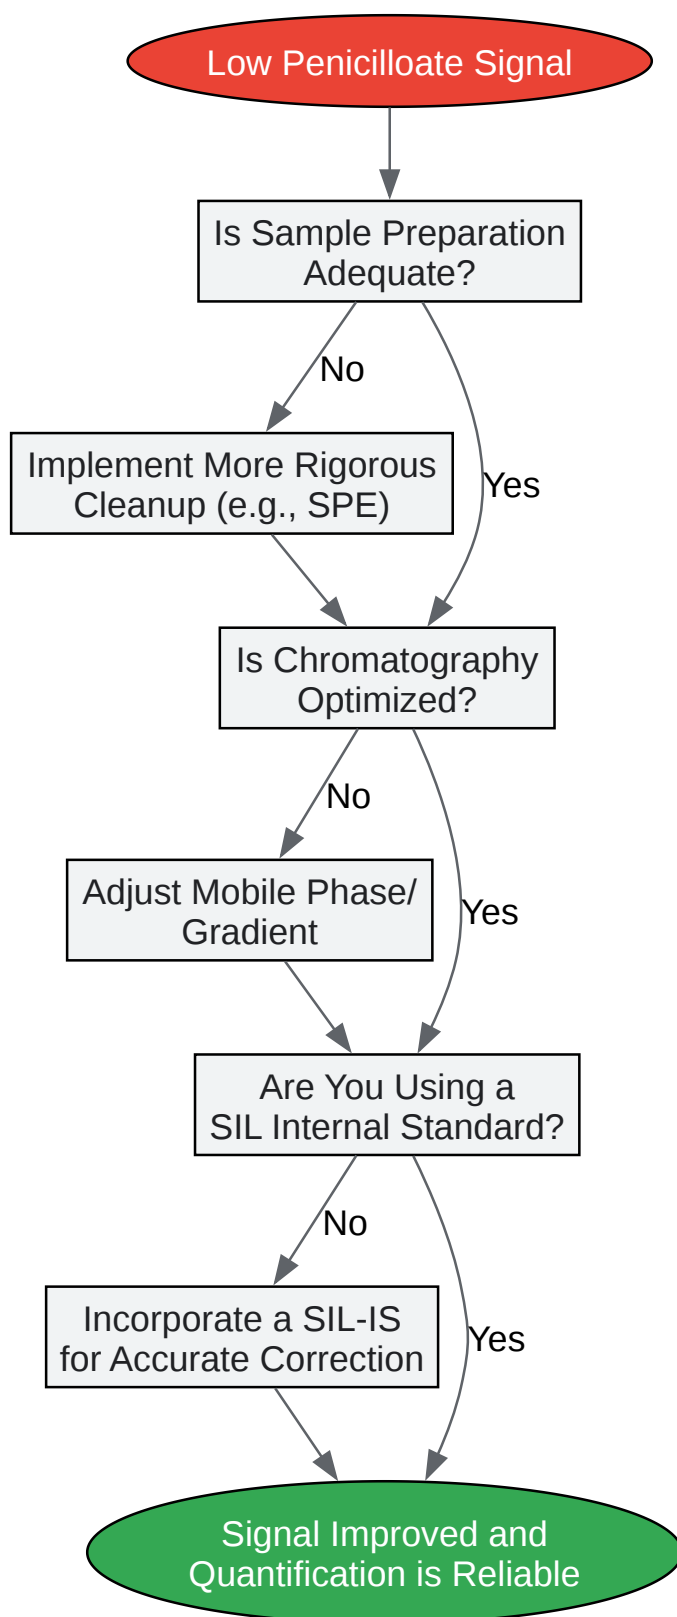 Low Penicilloate Signal
Is Sample Preparation
Adequate?
No
Implement More Rigorous
Cleanup (e.g., SPE)
Yes
Is Chromatography
Optimized?
No
Adjust Mobile Phase/
Gradient
Yes
Are You Using a
SIL Internal Standard?
No
Incorporate a SIL-IS
for Accurate Correction
Yes
Signal Improved and
Quantification is Reliable